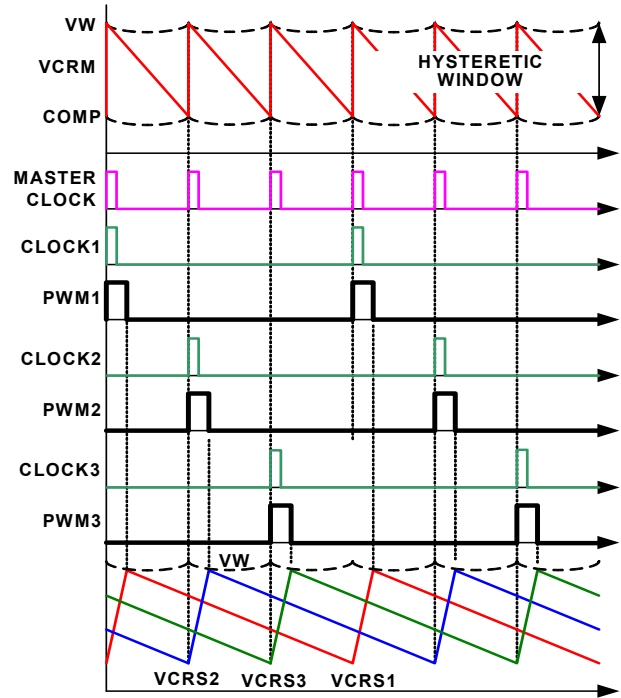 VW
VCRM
HYSTERETIC
WINDOW
COMP
MASTER
CLOCK
CLOCK1
PWM1
CLOCK2
PWM2
CLOCK3
PWM3
VW
VCRS2 VCRS3 VCRS1